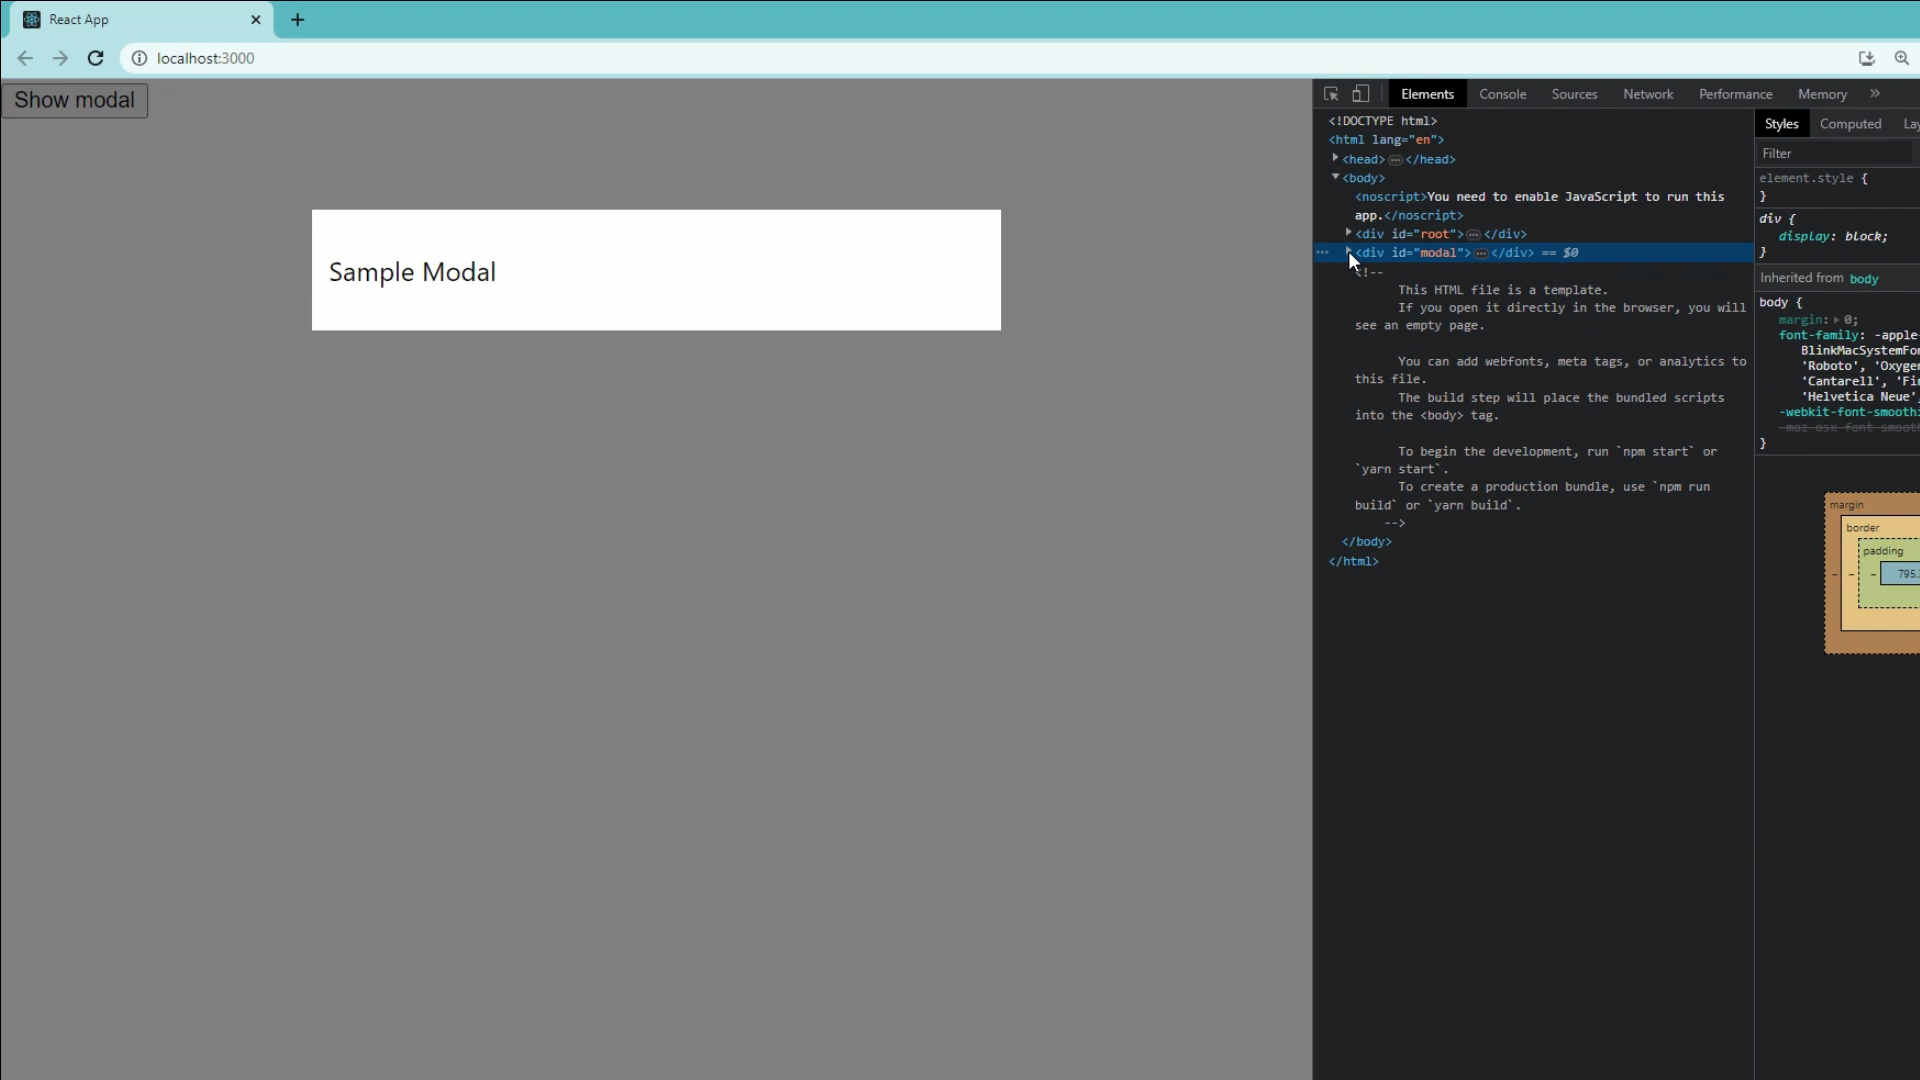 React App
localhost:3000
Show modal
Sample Modal
Elements Console Sources Network Performance Memory »
<!DOCTYPE html>
<html lang="en">
<head>…</head>
<body>
<noscript>You need to enable JavaScript to run this
app.</noscript>
<div id="root">…</div>
<div id="modal">…</div> == $0
<!--
This HTML file is a template.
If you open it directly in the browser, you will
see an empty page.
You can add webfonts, meta tags, or analytics to
this file.
The build step will place the bundled scripts
into the <body> tag.
To begin the development, run `npm start` or
`yarn start`.
To create a production bundle, use `npm run
build` or `yarn build`.
-->
</body>
</html>
Styles Computed
Filter
element.style {
}
div {
display: block;
}
Inherited from body
body {
margin: 0;
font-family: -apple-
BlinkMacSystemFo
'Roboto', 'Oxyge
'Cantarell', 'Fi
'Helvetica Neue',
-webkit-font-smooth
-moz-osx-font-smoot
}
margin
border
padding
795.